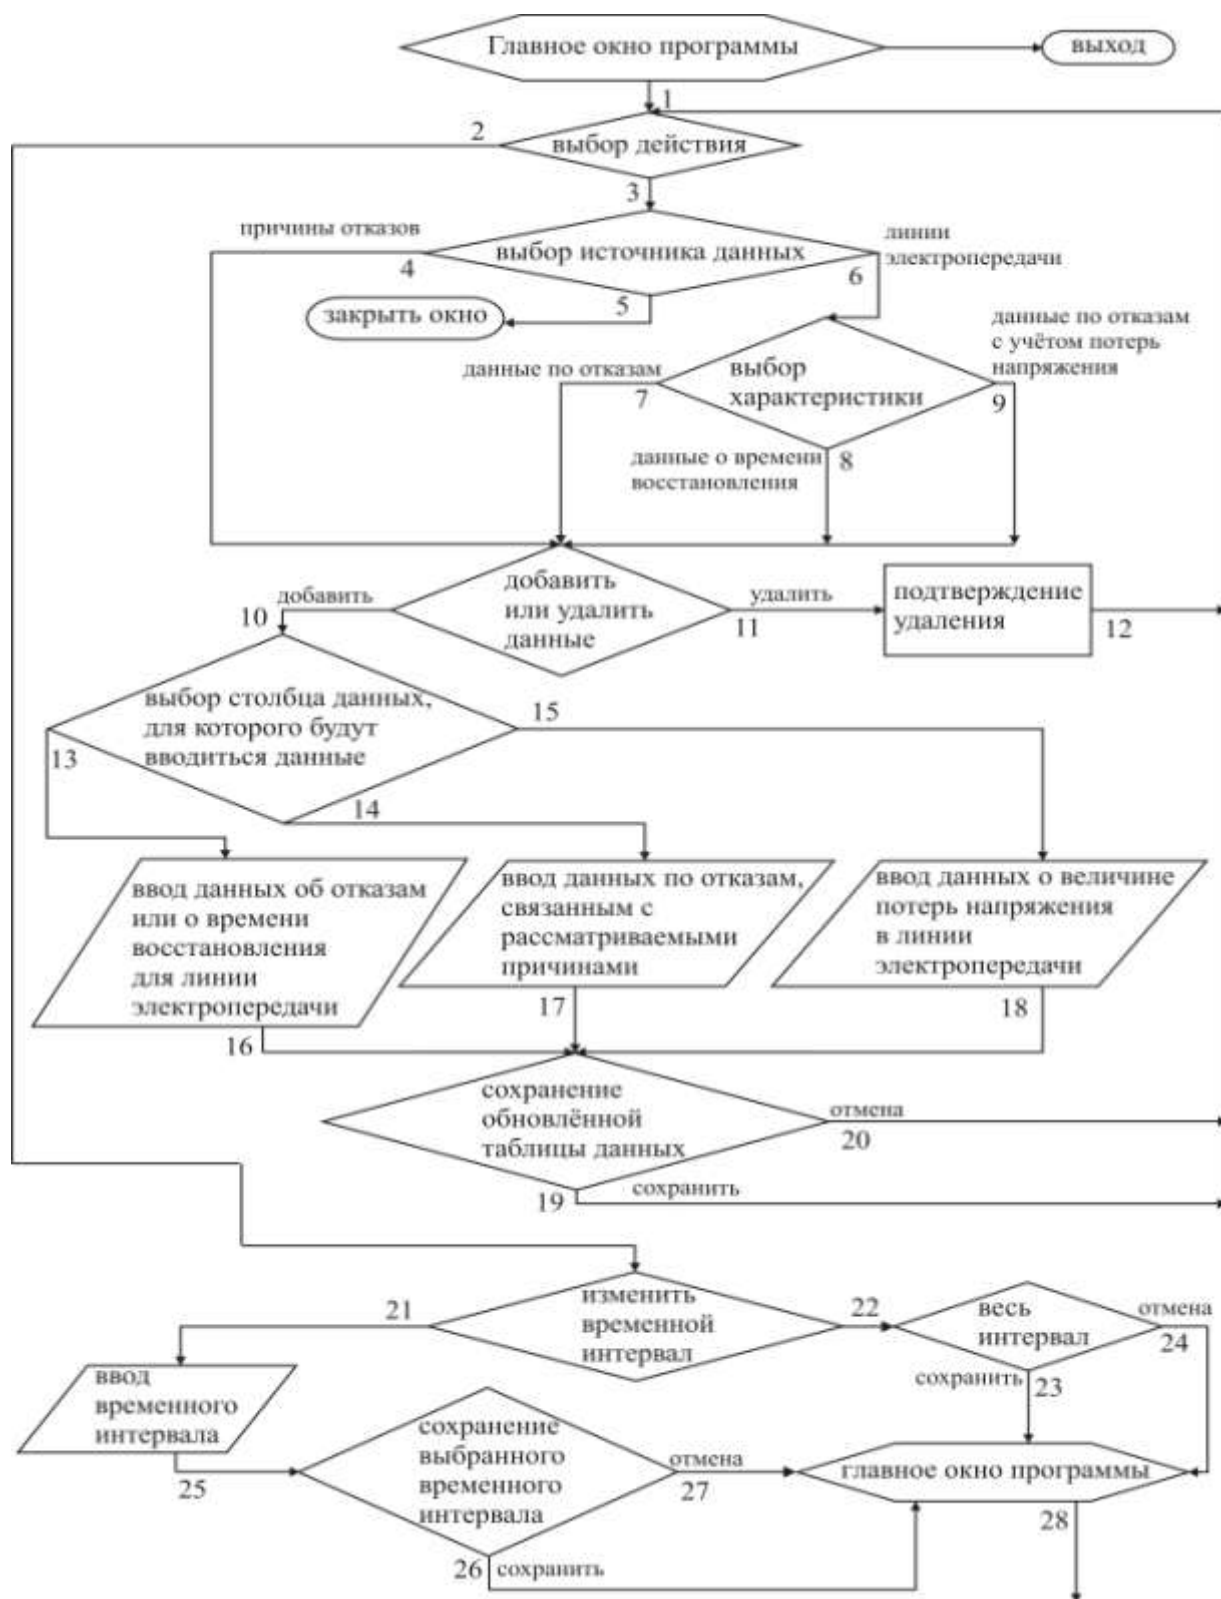 Главное окно программы
выход
1
2
выбор действия
3
причины отказов
выбор источника данных
линии
электропередачи
4
5
6
закрыть окно
данные по отказам
с учётом потерь
напряжения
данные по отказам
выбор
характеристики
7
9
данные о времени
восстановления
8
добавить
или удалить
данные
добавить
10
удалить
11
подтверждение
удаления
12
выбор столбца данных,
для которого будут
вводиться данные
15
13
14
ввод данных об отказам
или о времени
восстановления
для линии
электропередачи
ввод данных по отказам,
связанным с
рассматриваемыми
причинами
ввод данных о величине
потерь напряжения
в линии
электропередачи
16
17
18
сохранение
обновлённой
таблицы данных
отмена
20
19
сохранить
21
изменить
временной
интервал
22
весь
интервал
отмена
24
сохранить
23
ввод
временного
интервала
сохранение
выбранного
временного
интервала
25
отмена
27
главное окно программы
28
26
сохранить